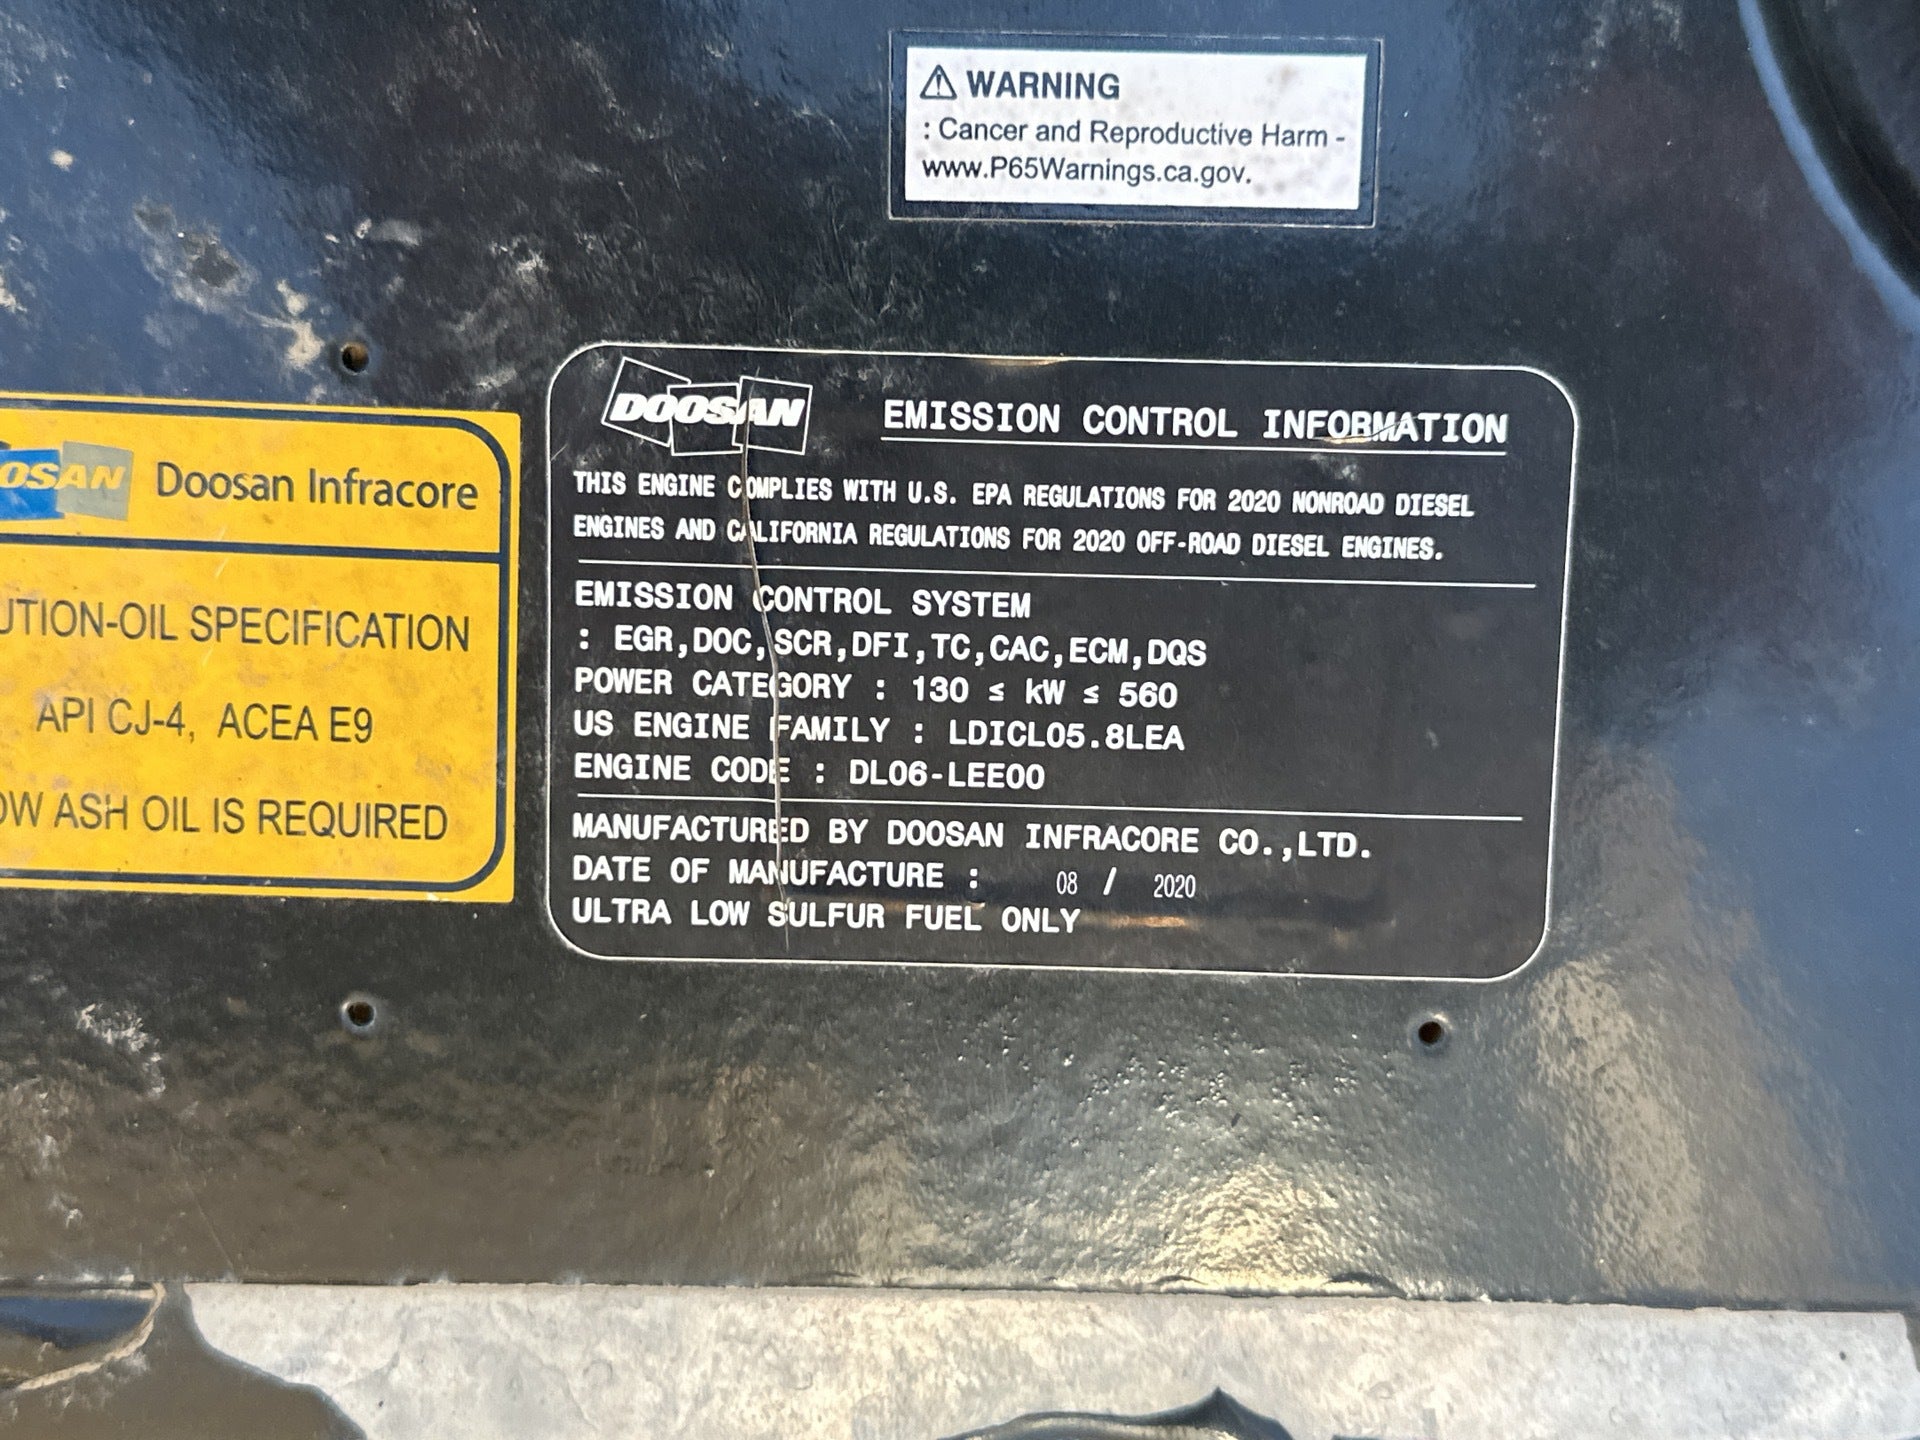 WARNING
: Cancer and Reproductive Harm -
www.P65Warnings.ca.gov.
OSAN Doosan Infracore
UTION-OIL SPECIFICATION
API CJ-4, ACEA E9
OW ASH OIL IS REQUIRED
DOOSAN EMISSION CONTROL INFORMATION
THIS ENGINE COMPLIES WITH U.S. EPA REGULATIONS FOR 2020 NONROAD DIESEL
ENGINES AND CALIFORNIA REGULATIONS FOR 2020 OFF-ROAD DIESEL ENGINES.
EMISSION CONTROL SYSTEM
: EGR,DOC,SCR,DFI,TC,CAC,ECM,DQS
POWER CATEGORY : 130 ≤ kW ≤ 560
US ENGINE FAMILY : LDICL05.8LEA
ENGINE CODE : DL06-LEE00
MANUFACTURED BY DOOSAN INFRACORE CO.,LTD.
DATE OF MANUFACTURE : 08 / 2020
ULTRA LOW SULFUR FUEL ONLY